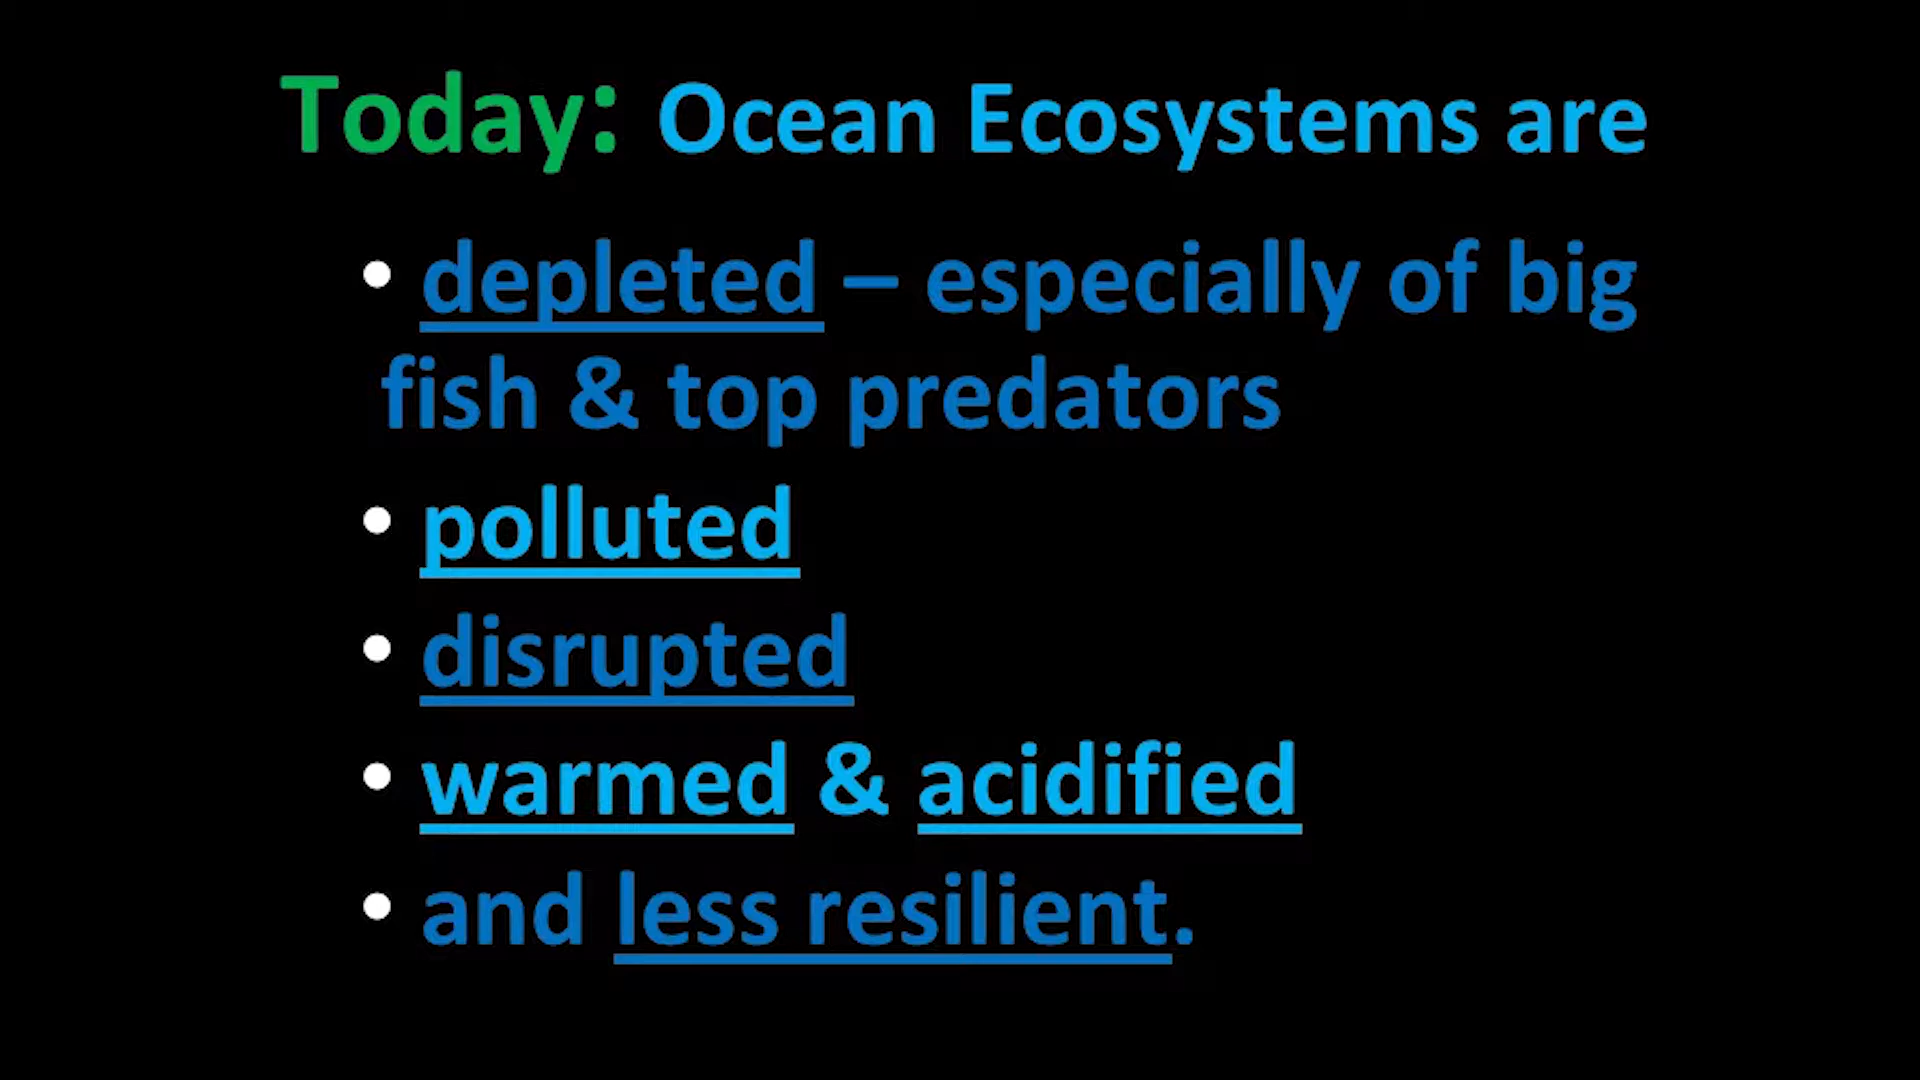 Today: Ocean Ecosystems are
• depleted – especially of big
fish & top predators
• polluted
• disrupted
• warmed & acidified
• and less resilient.